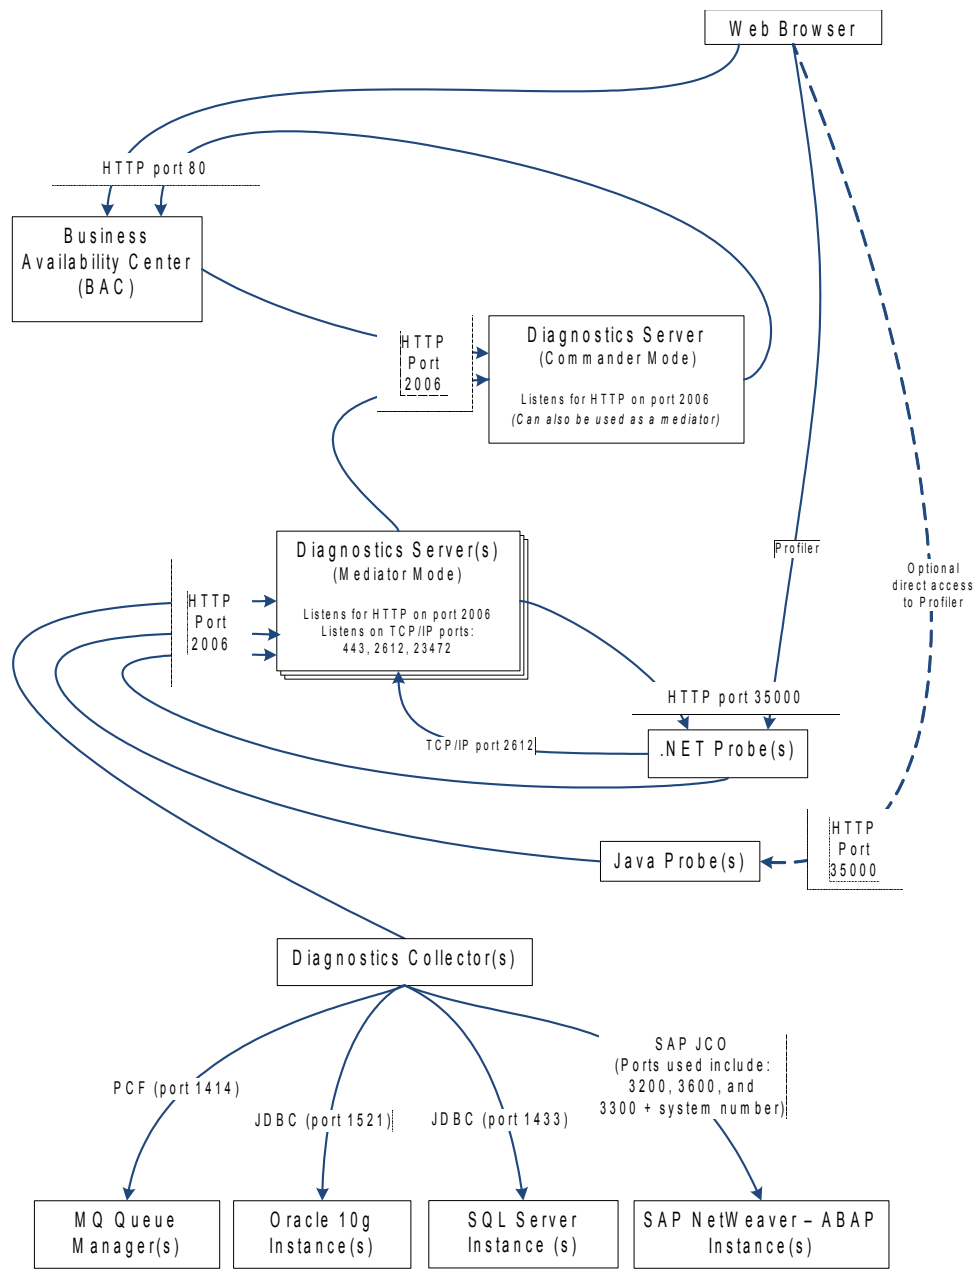 Web Browser
HTTP port 80
Business
Availability Center
(BAC)
HTTP
Port
2006
Diagnostics Server
(Commander Mode)
Listens for HTTP on port 2006
(Can also be used as a mediator)
Profiler
Optional
direct access
to Profiler
HTTP
Port
2006
Diagnostics Server(s)
(Mediator Mode)
Listens for HTTP on port 2006
Listens on TCP/IP ports:
443, 2612, 23472
HTTP port 35000
TCP/IP port 2612
.NET Probe(s)
HTTP
Port
35000
Java Probe(s)
Diagnostics Collector(s)
SAP JCO
(Ports used include:
3200, 3600, and
3300 + system number)
PCF (port 1414)
JDBC (port 1521)
JDBC (port 1433)
MQ Queue
Manager(s)
Oracle 10g
Instance(s)
SQL Server
Instance (s)
SAP NetWeaver – ABAP
Instance(s)